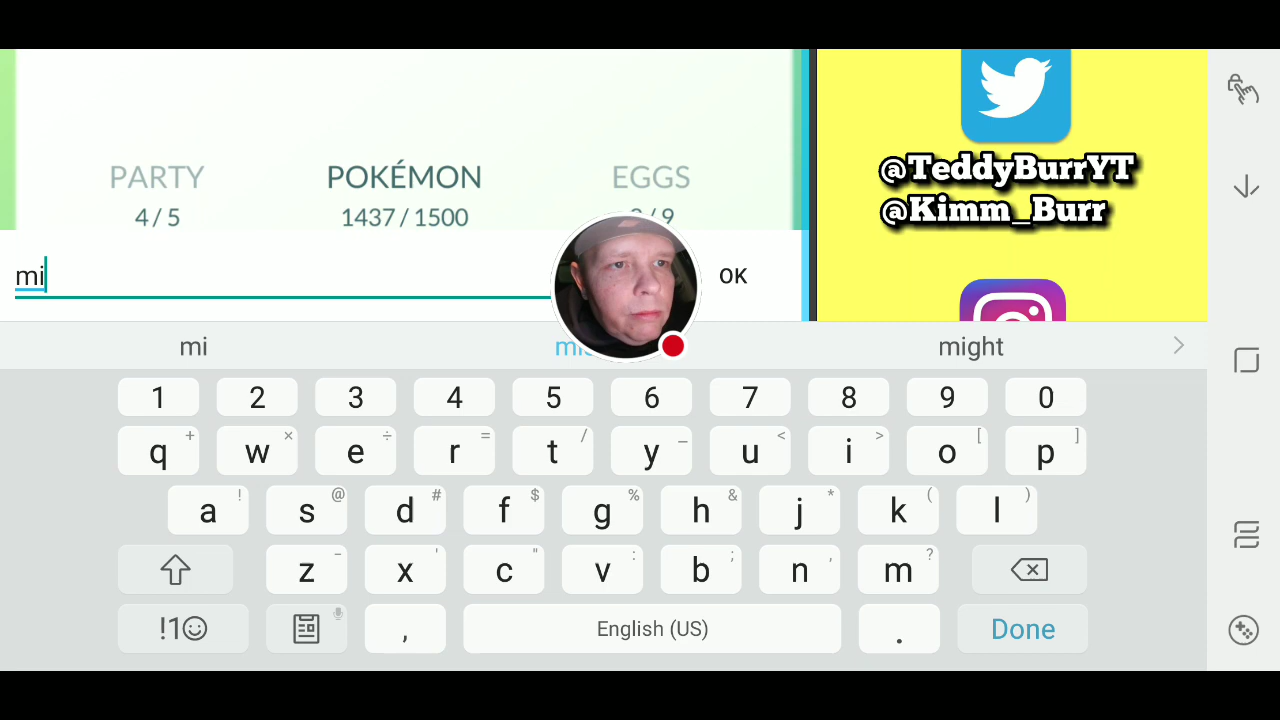 PARTY POKÉMON EGGS
4 / 5 1437 / 1500 / 9
@TeddyBurrYT
@Kimm_Burr
mi OK
mi might
1 2 3 4 5 6 7 8 9 0
q + w × e ÷ r = t / y _ u < i > o [ p ]
a ! s @ d # f $ g % h & j * k ( l )
z - x ' c " v : b ; n , m ?
!1☺ , English (US) . Done